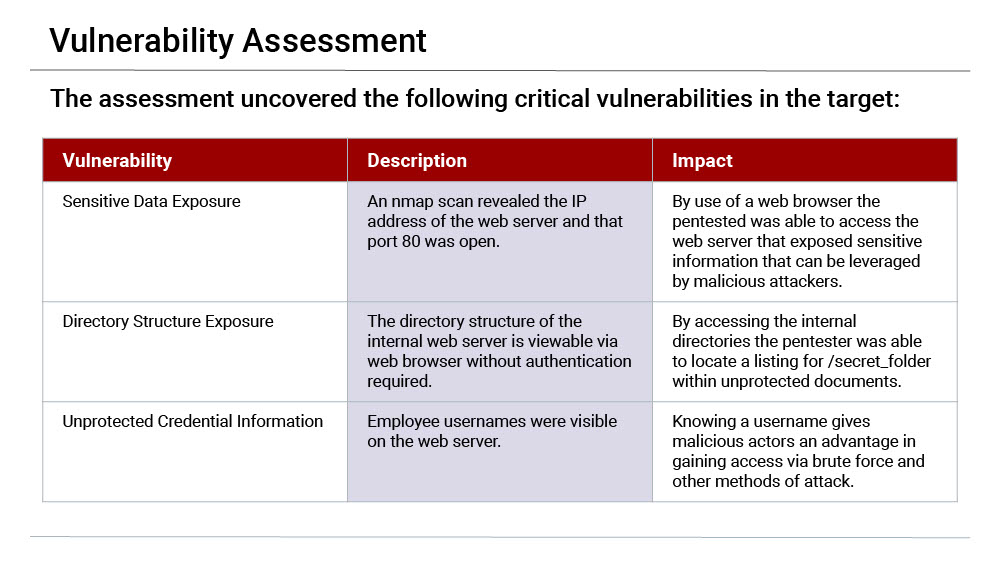 Vulnerability Assessment
The assessment uncovered the following critical vulnerabilities in the target:
Vulnerability
Description
Impact
Sensitive Data Exposure
An nmap scan revealed the IP
address of the web server and that
port 80 was open.
By use of a web browser the
pentested was able to access the
web server that exposed sensitive
information that can be leveraged
by malicious attackers.
Directory Structure Exposure
The directory structure of the
internal web server is viewable via
web browser without authentication
required.
By accessing the internal
directories the pentester was able
to locate a listing for /secret_folder
within unprotected documents.
Unprotected Credential Information
Employee usernames were visible
on the web server.
Knowing a username gives
malicious actors an advantage in
gaining access via brute force and
other methods of attack.